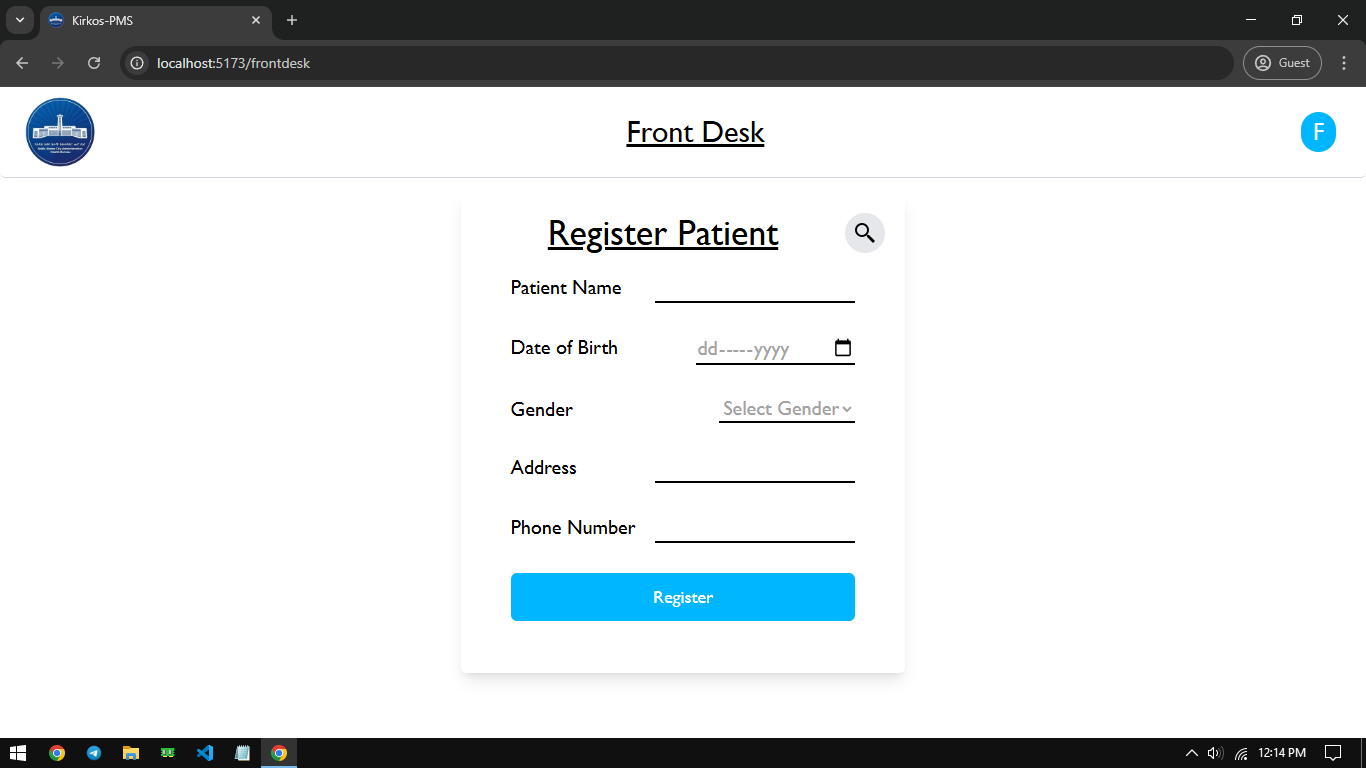 Kirkos-PMS
localhost:5173/frontdesk
Guest
Front Desk
F
Register Patient
Patient Name
Date of Birth
dd-----yyyy
Gender
Select Gender
Address
Phone Number
Register
12:14 PM